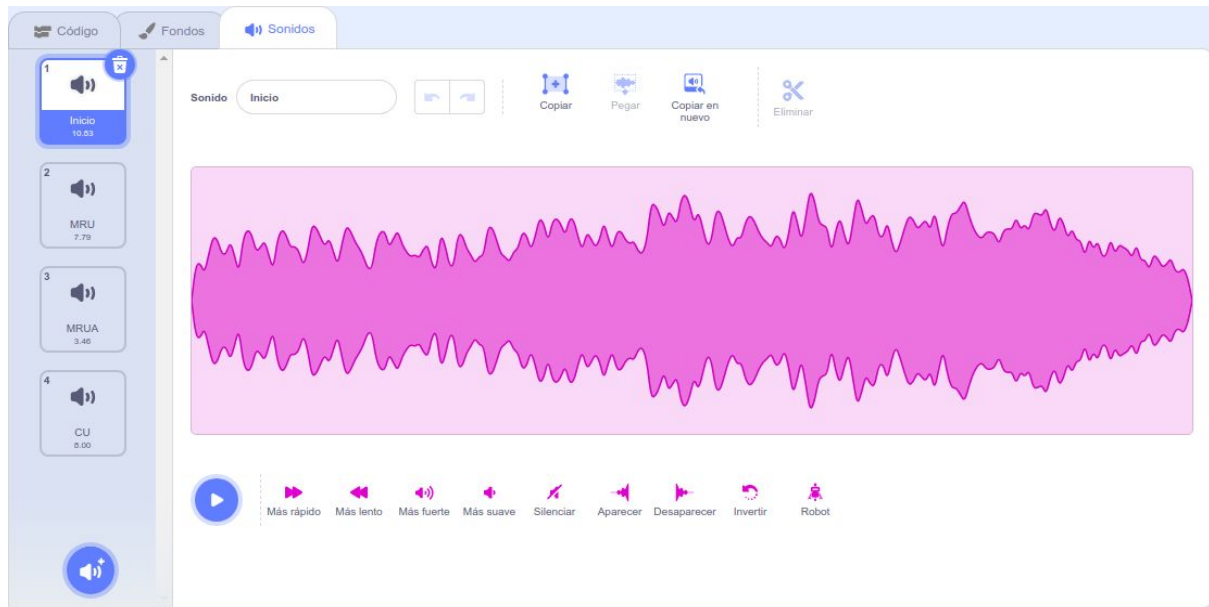 Código
Fondos
Sonidos
1
Inicio
10.53
2
MRU
7.79
3
MRUA
3.46
4
CU
5.00
Sonido
Inicio
Copiar
Pegar
Copiar en
nuevo
Eliminar
Más rápido
Más lento
Más fuerte
Más suave
Silenciar
Aparecer
Desaparecer
Invertir
Robot